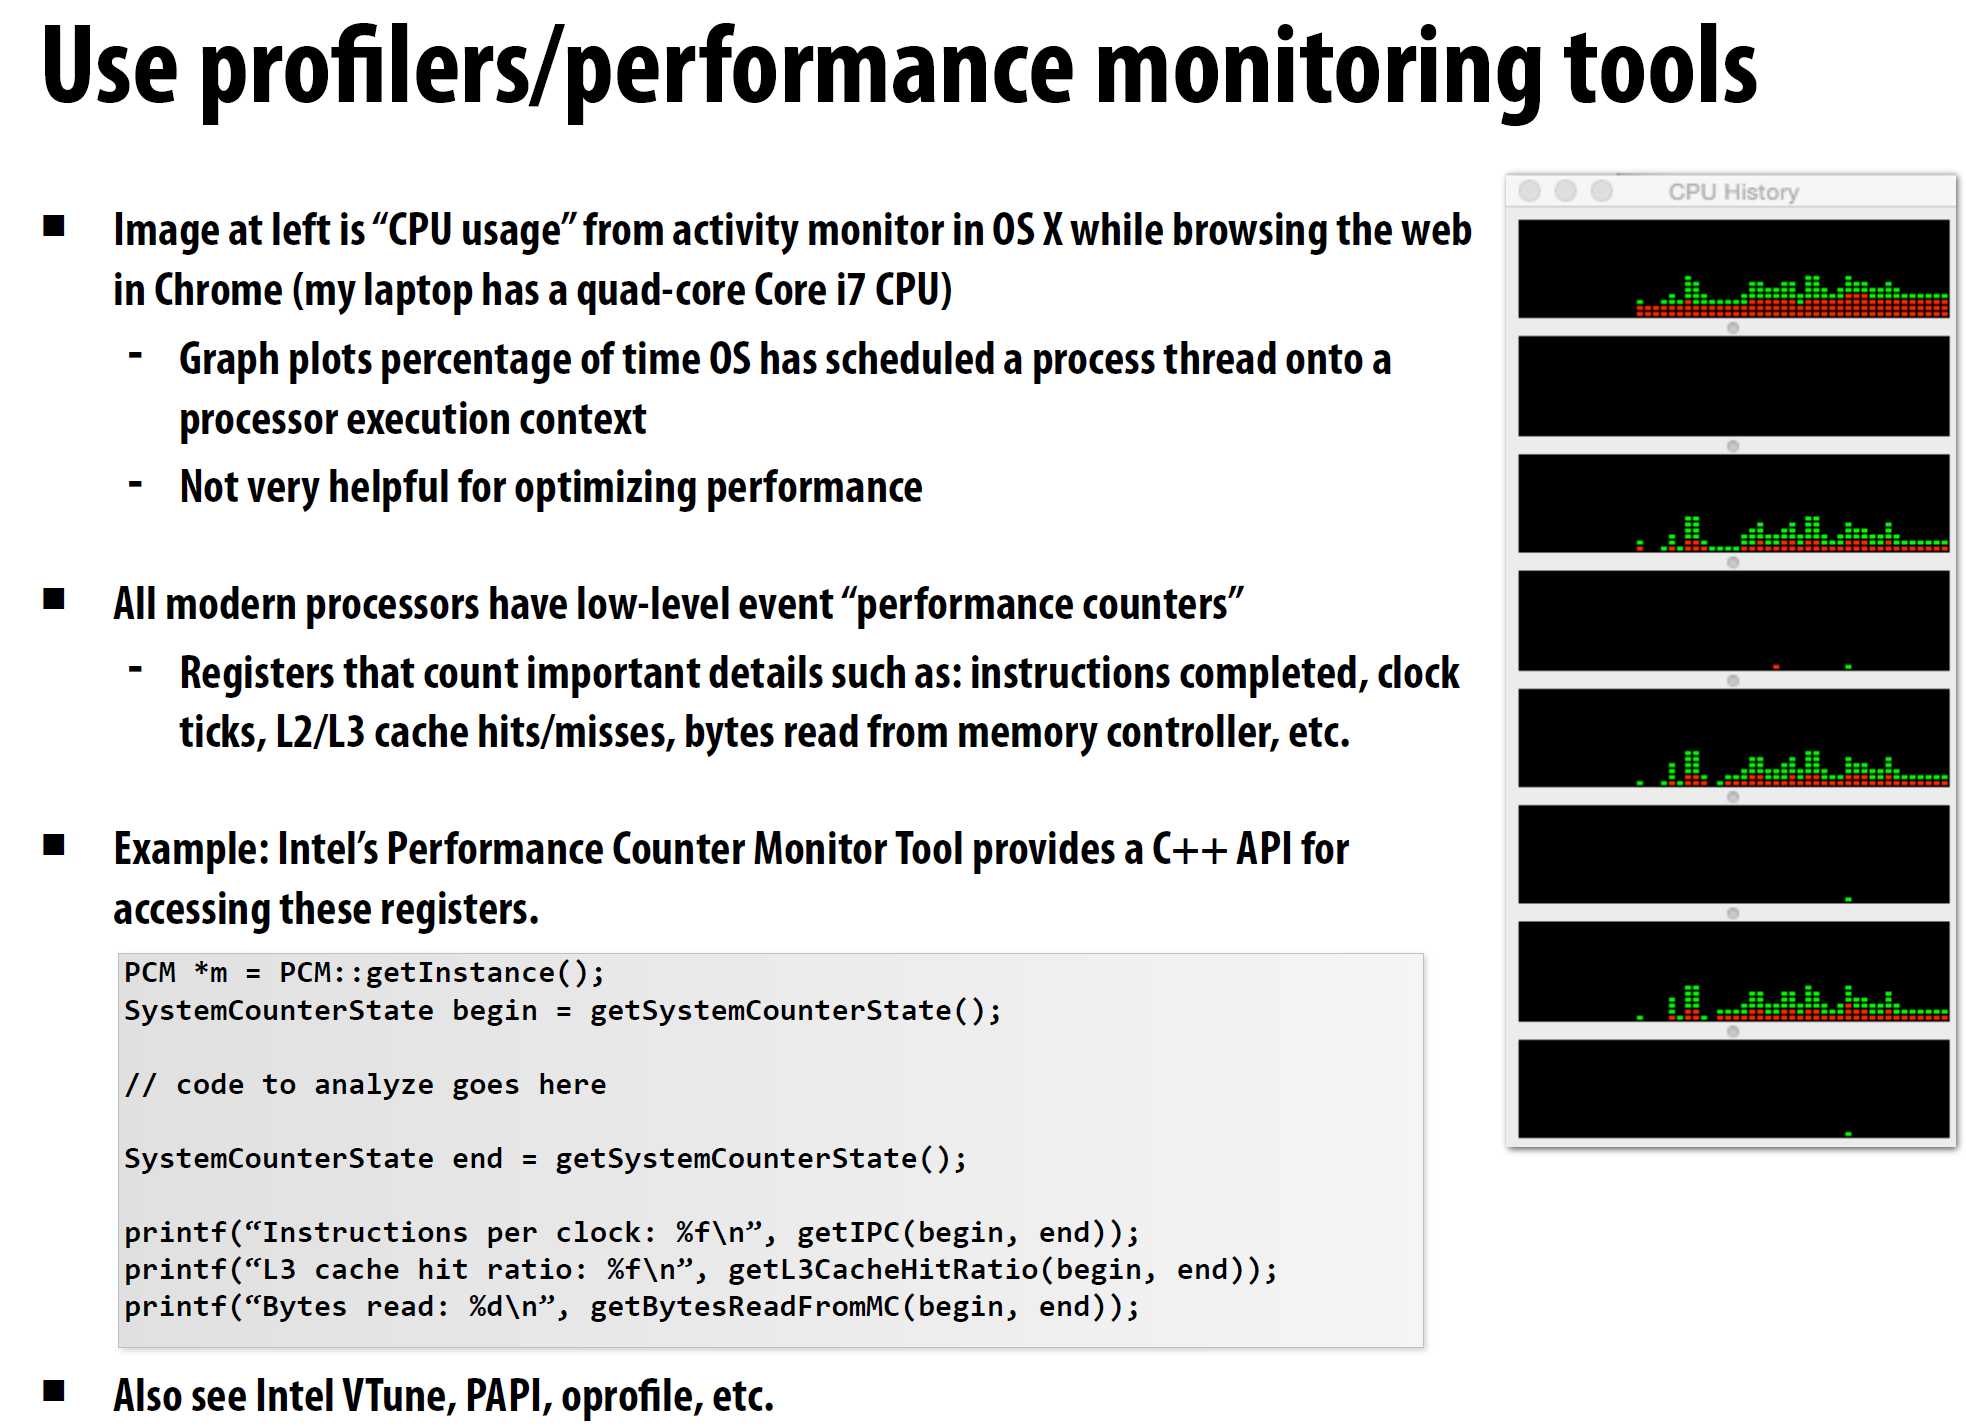 Use profilers/performance monitoring tools
■ Image at left is “CPU usage” from activity monitor in OS X while browsing the web
in Chrome (my laptop has a quad-core Core i7 CPU)
- Graph plots percentage of time OS has scheduled a process thread onto a
processor execution context
- Not very helpful for optimizing performance
■ All modern processors have low-level event “performance counters”
- Registers that count important details such as: instructions completed, clock
ticks, L2/L3 cache hits/misses, bytes read from memory controller, etc.
■ Example: Intel’s Performance Counter Monitor Tool provides a C++ API for
accessing these registers.
PCM *m = PCM::getInstance();
SystemCounterState begin = getSystemCounterState();
// code to analyze goes here
SystemCounterState end = getSystemCounterState();
printf(“Instructions per clock: %f\n”, getIPC(begin, end));
printf(“L3 cache hit ratio: %f\n”, getL3CacheHitRatio(begin, end));
printf(“Bytes read: %d\n”, getBytesReadFromMC(begin, end));
■ Also see Intel VTune, PAPI, oprofile, etc.
CPU History